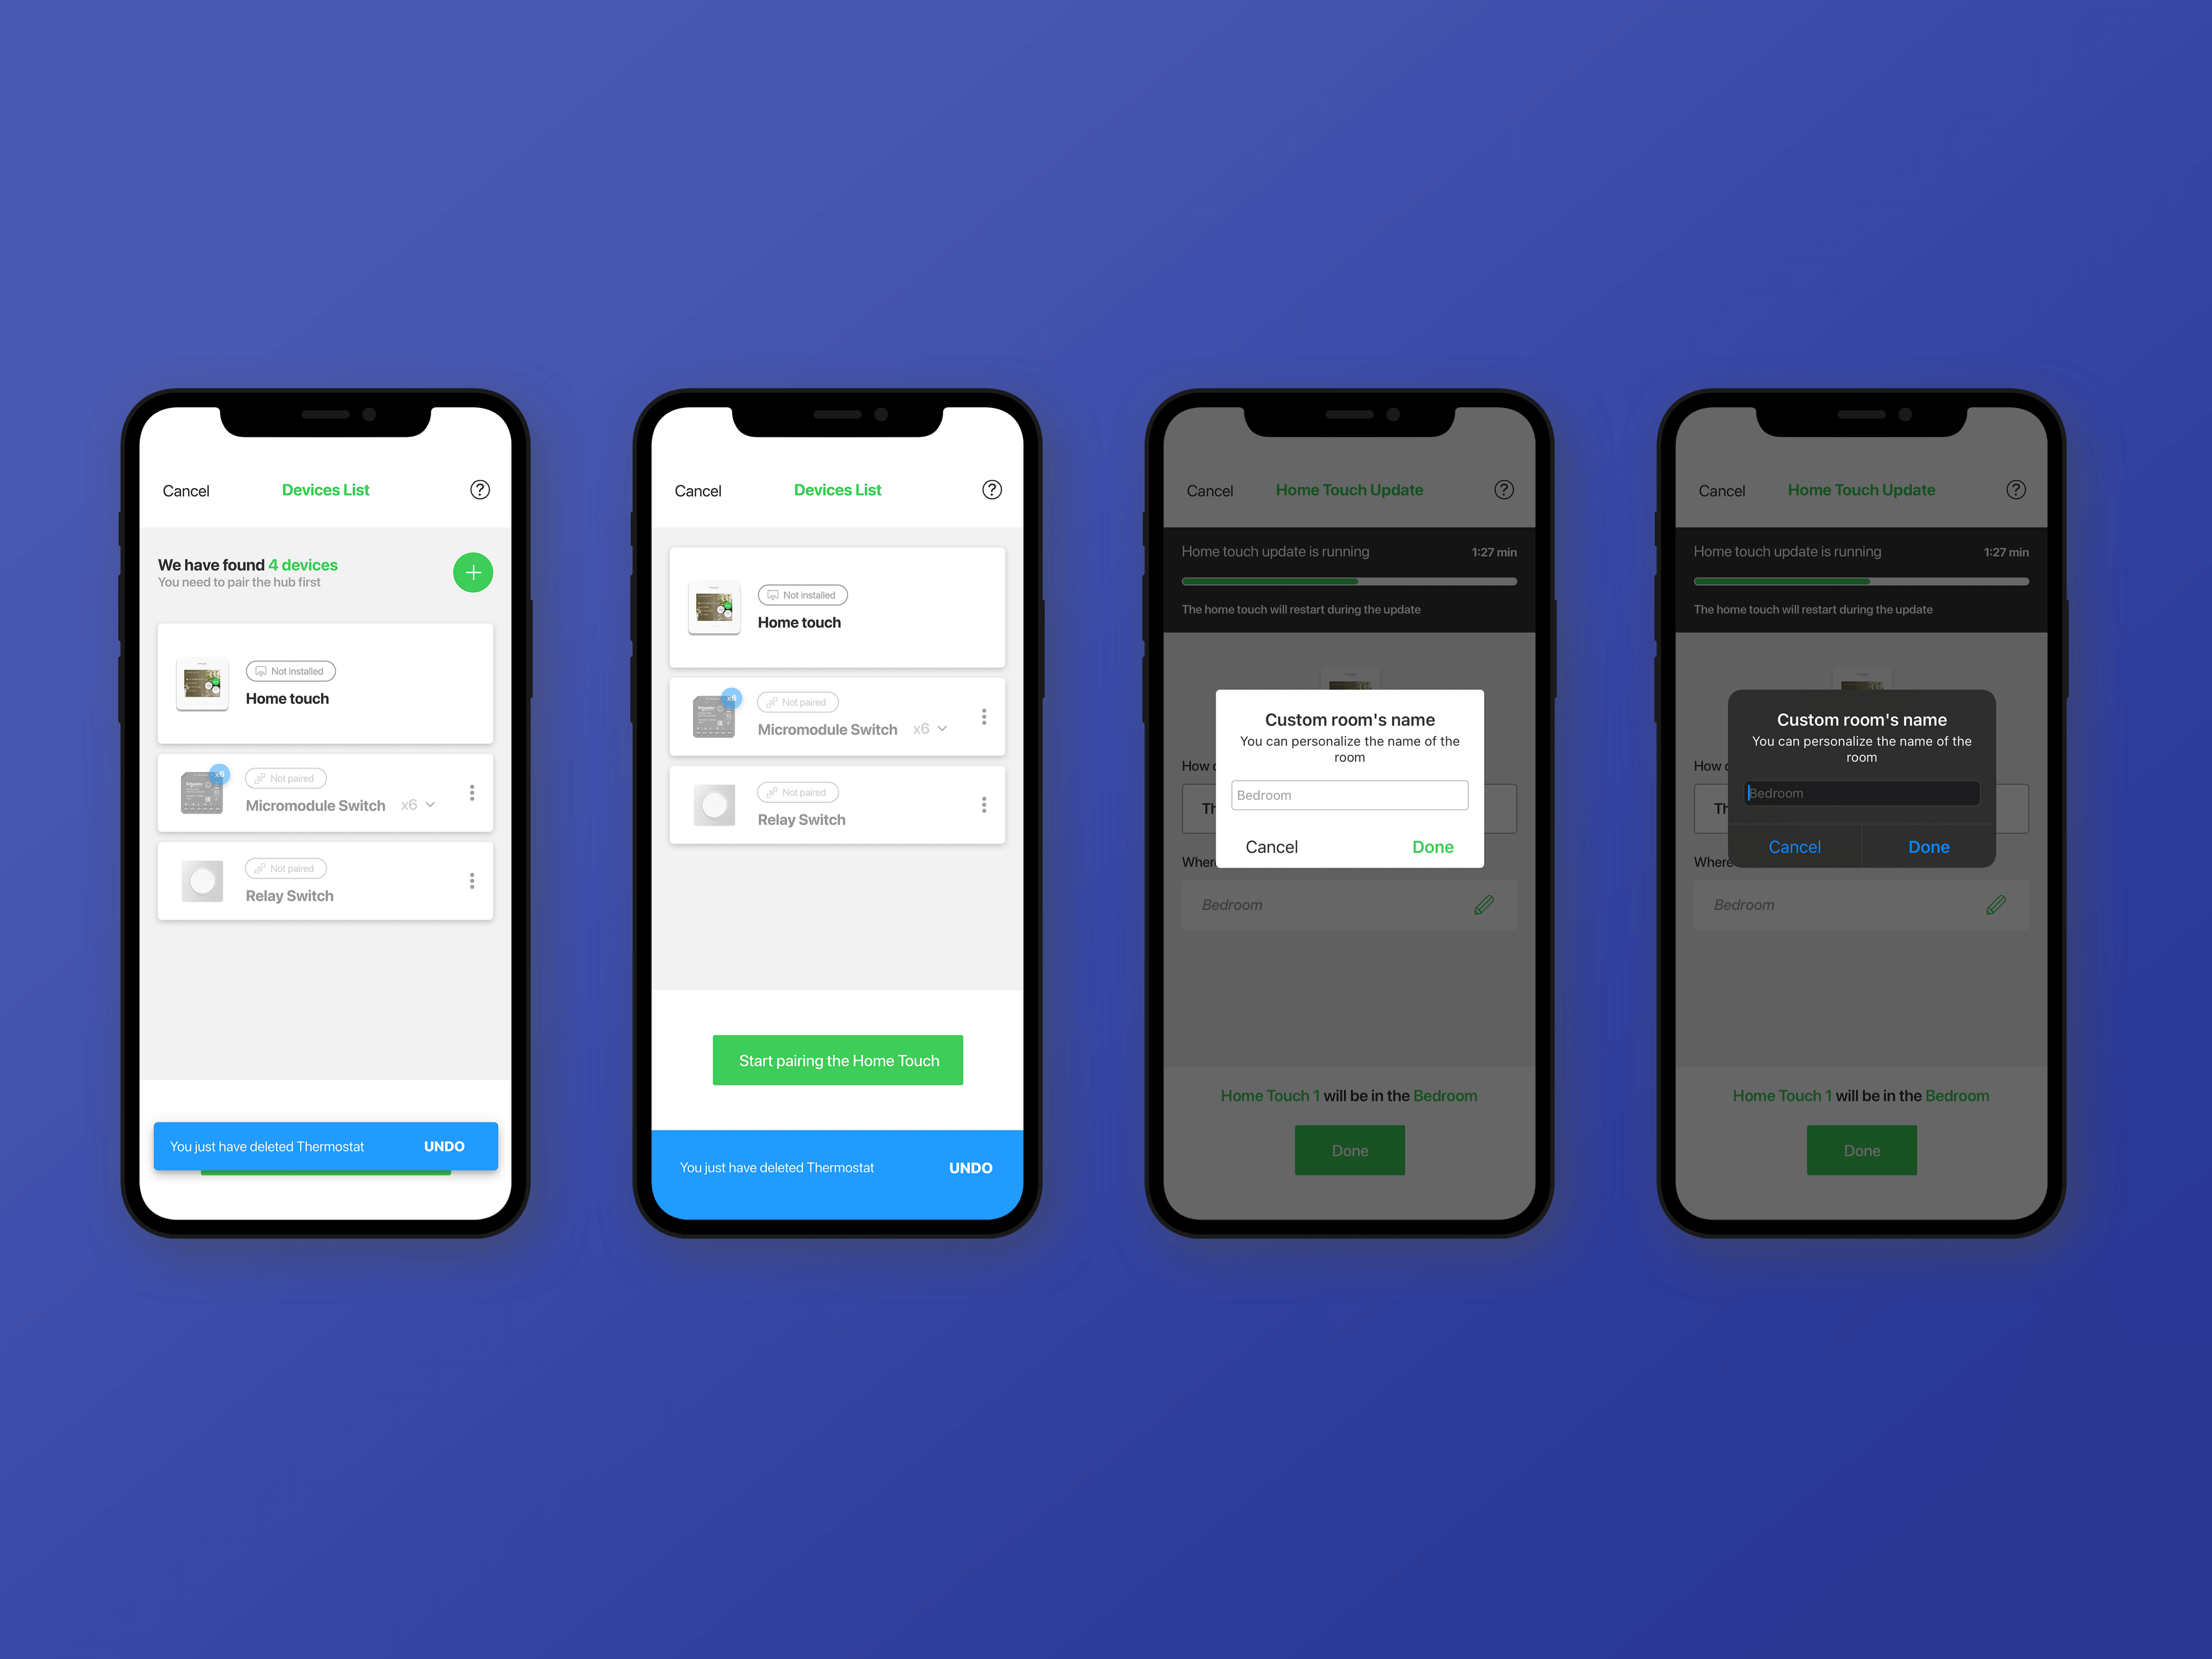 Cancel
Devices List
?
We have found 4 devices
You need to pair the hub first
Not installed
Home touch
x6
Not paired
Micromodule Switch x6
Not paired
Relay Switch
You just have deleted Thermostat UNDO
Cancel
Devices List
?
Not installed
Home touch
x6
Not paired
Micromodule Switch x6
Not paired
Relay Switch
Start pairing the Home Touch
You just have deleted Thermostat UNDO
Cancel
Home Touch Update
?
Home touch update is running 1:27 min
The home touch will restart during the update
Custom room's name
You can personalize the name of the
room
How
Bedroom
Th
Cancel Done
Wher
Bedroom
Home Touch 1 will be in the Bedroom
Done
Cancel
Home Touch Update
?
Home touch update is running 1:27 min
The home touch will restart during the update
Custom room's name
You can personalize the name of the
room
How
Bedroom
Th
Cancel Done
Where
Bedroom
Home Touch 1 will be in the Bedroom
Done